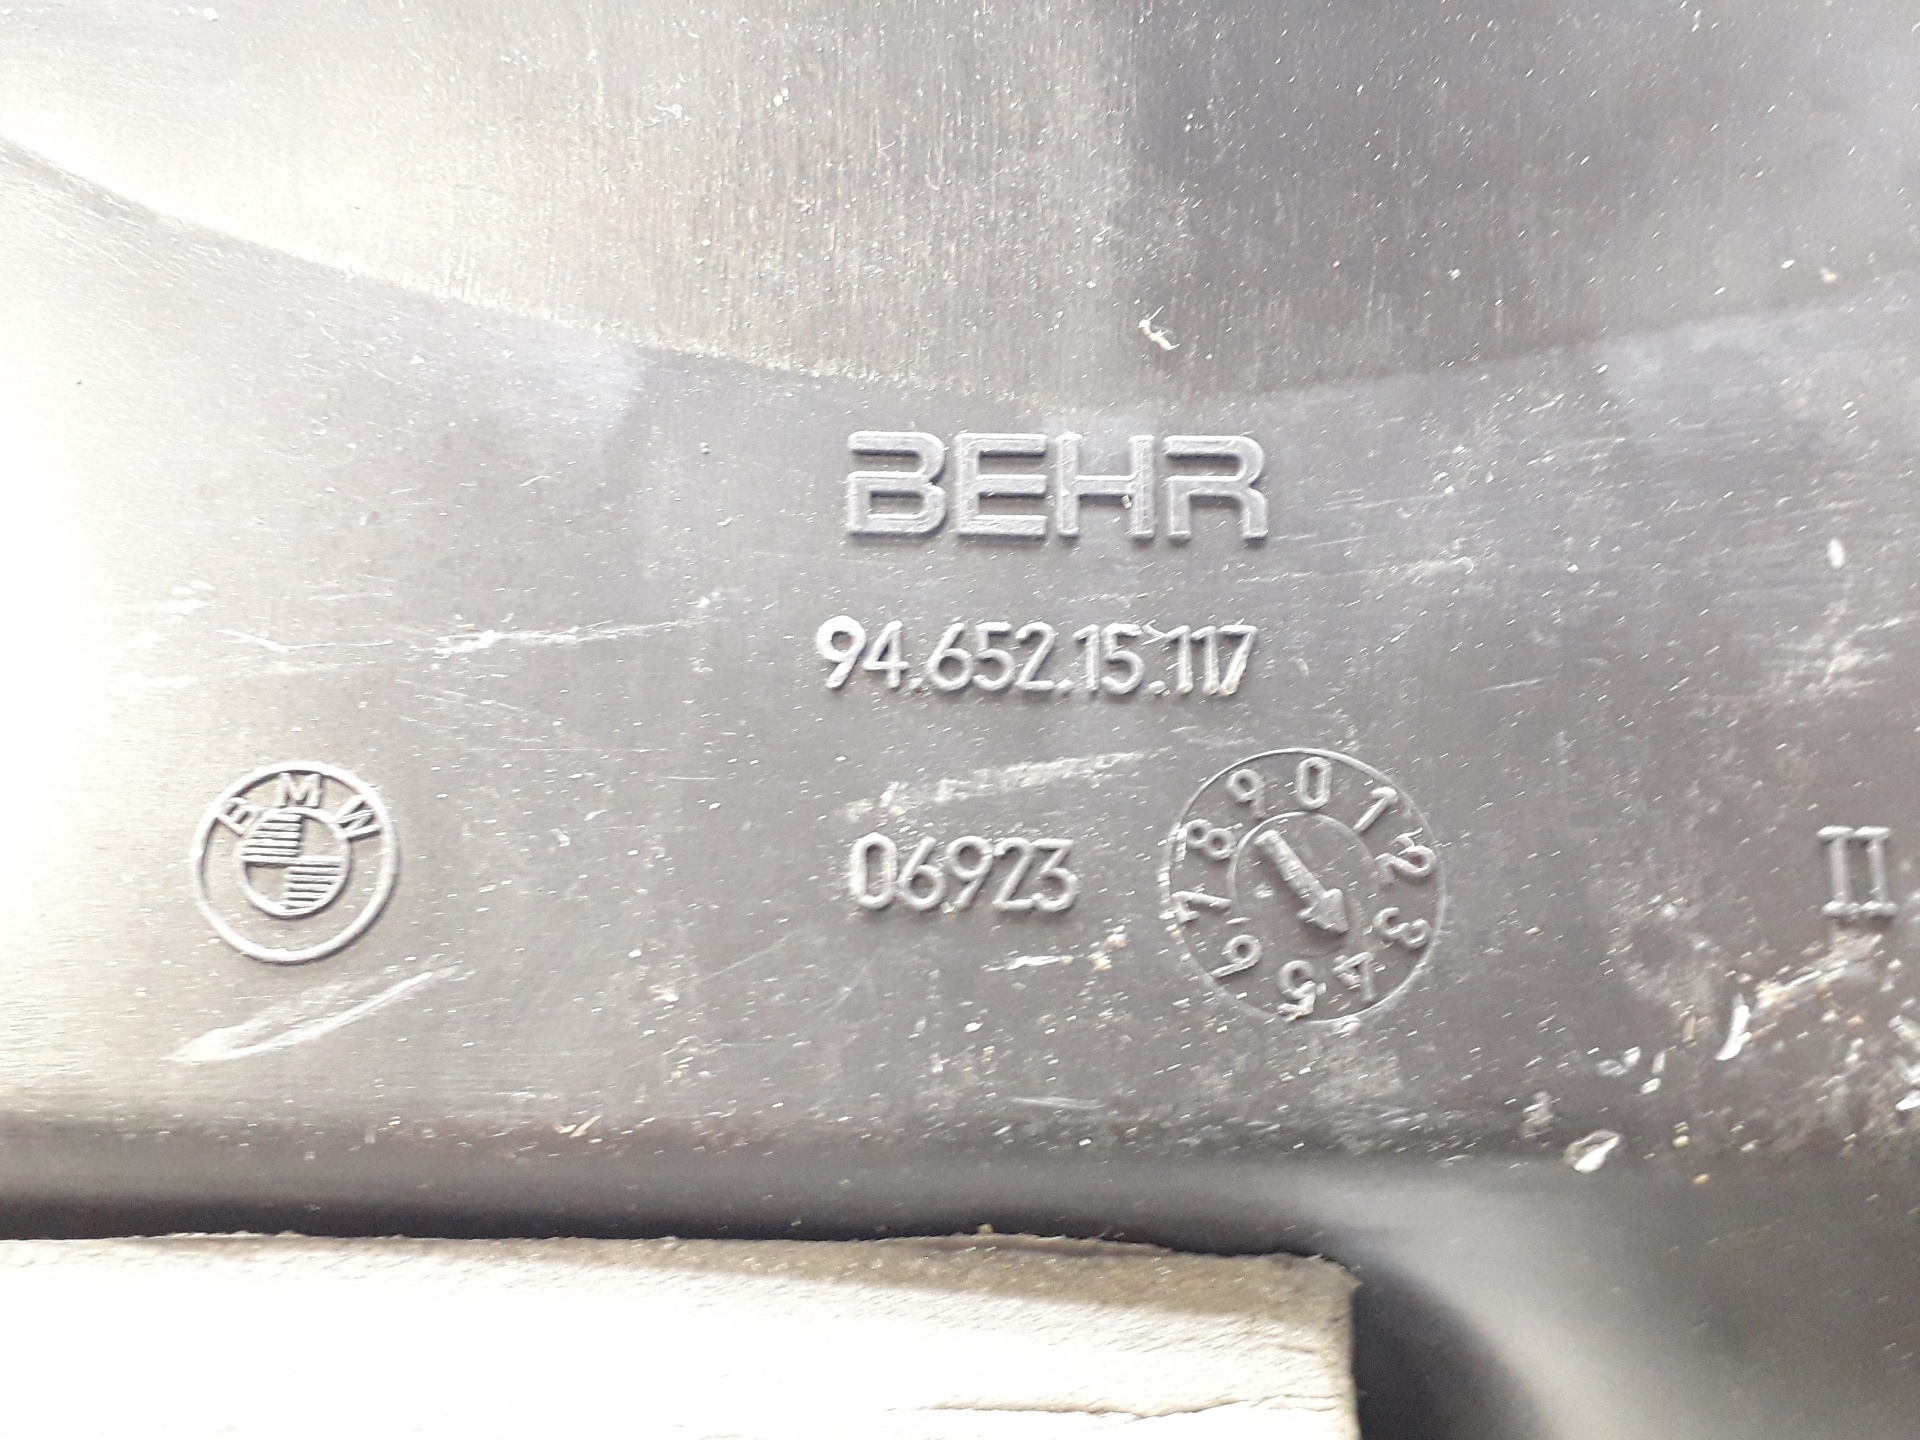 BEHR
94.652.15.117
BMW
06923
0 1 2 3 4 5 6 7 8 9
II